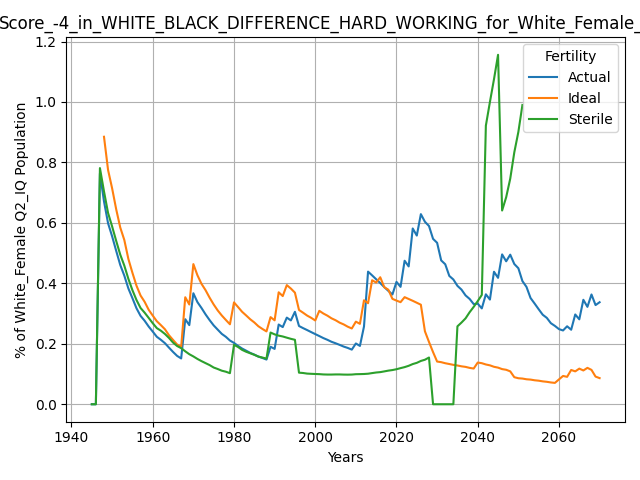 Score_-4_in_WHITE_BLACK_DIFFERENCE_HARD_WORKING_for_White_Female_
1.2
1.0
0.8
0.6
0.4
0.2
0.0
% of White_Female Q2_IQ Population
Fertility
Actual
Ideal
Sterile
1940
1960
1980
2000
2020
2040
2060
Years